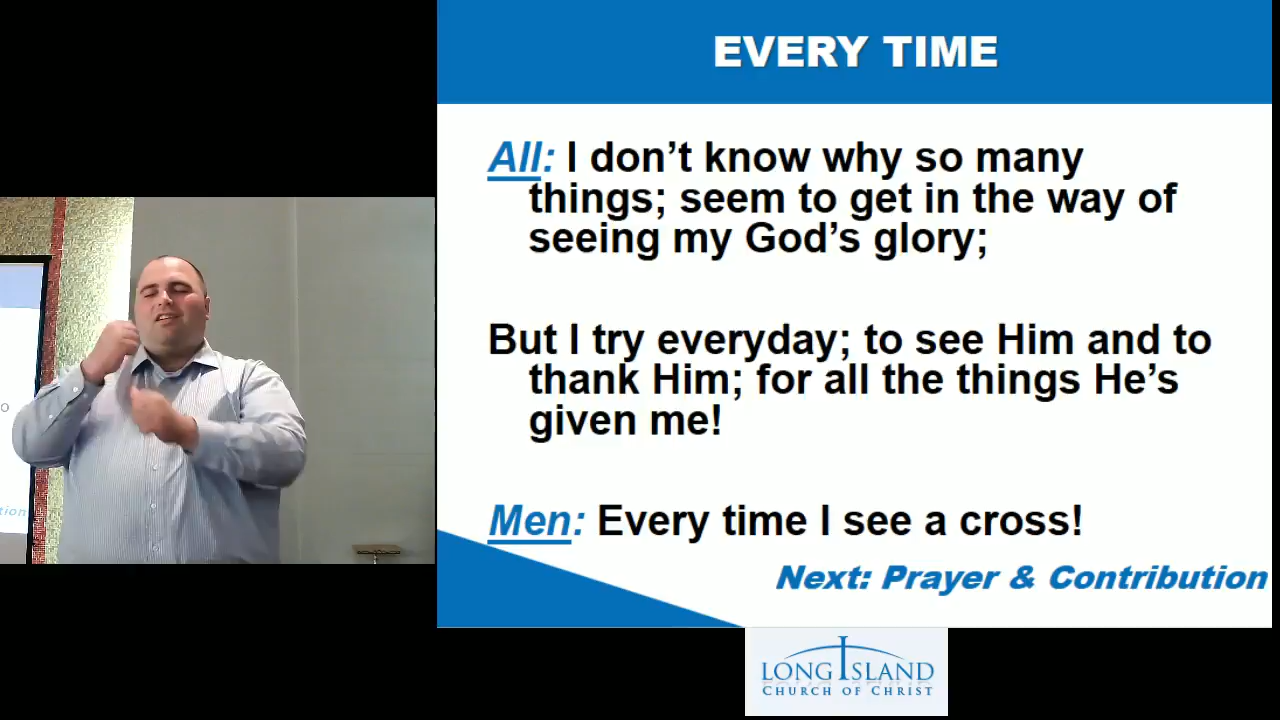 EVERY TIME
All: I don't know why so many
things; seem to get in the way of
seeing my God's glory;
But I try everyday; to see Him and to
thank Him; for all the things He's
given me!
Men: Every time I see a cross!
Next: Prayer & Contribution
LONG ISLAND
CHURCH OF CHRIST